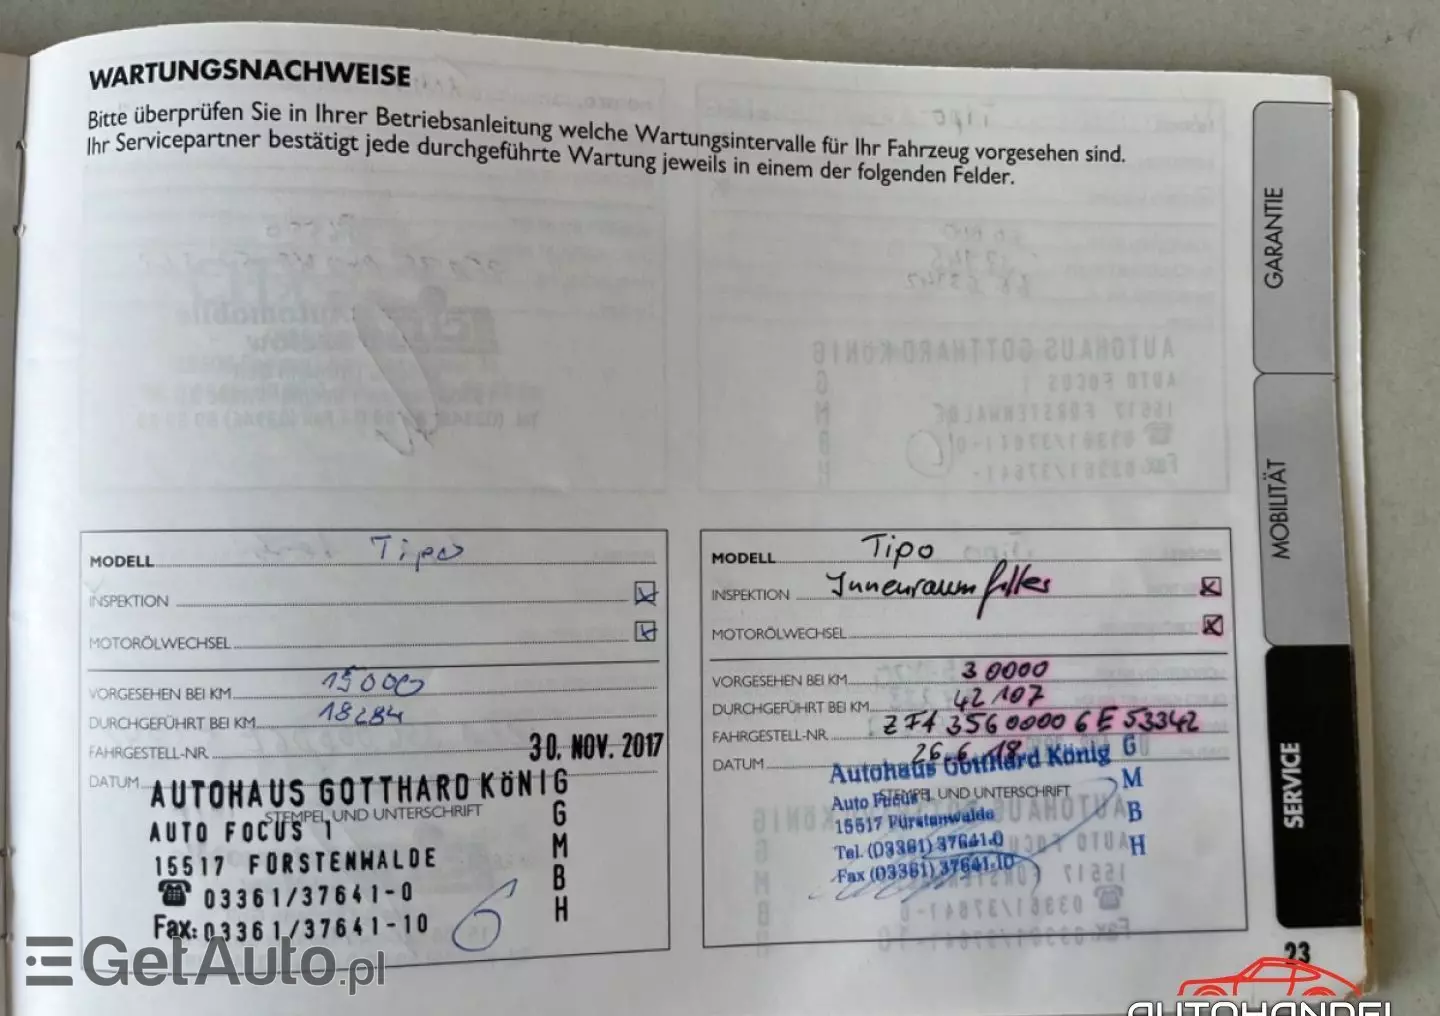 WARTUNGSNACHWEISE
Bitte überprüfen Sie in Ihrer Betriebsanleitung welche Wartungsintervalle für Ihr Fahrzeug vorgesehen sind.
Ihr Servicepartner bestätigt jede durchgeführte Wartung jeweils in einem der folgenden Felder.
MODELL Tipo
INSPEKTION
MOTORÖLWECHSEL
VORGESEHEN BEI KM 15000
DURCHGEFÜHRT BEI KM 18284
FAHRGESTELL-NR.
DATUM 30. NOV. 2017
AUTOHAUS GOTTHARD KöNIG
STEMPEL UND UNTERSCHRIFT
AUTO FOCUS 1
15517 FÜRSTENWALDE
03361/37641-0
Fax: 03361/37641-10
G
M
B
H
MODELL Tipo
INSPEKTION Innenraumfilter
MOTORÖLWECHSEL
VORGESEHEN BEI KM 30000
DURCHGEFÜHRT BEI KM 42107
FAHRGESTELL-NR. ZFA35600006E53342
DATUM 26.6.18
Autohaus Gotthard König
STEMPEL UND UNTERSCHRIFT
Auto Focus 1
15517 Fürstenwalde
Tel. (03361) 37641-0
Fax (03361) 37641-10
G
M
B
H
GARANTIE
MOBILITÄT
SERVICE
23
GetAuto.pl
AUTOHANDEL